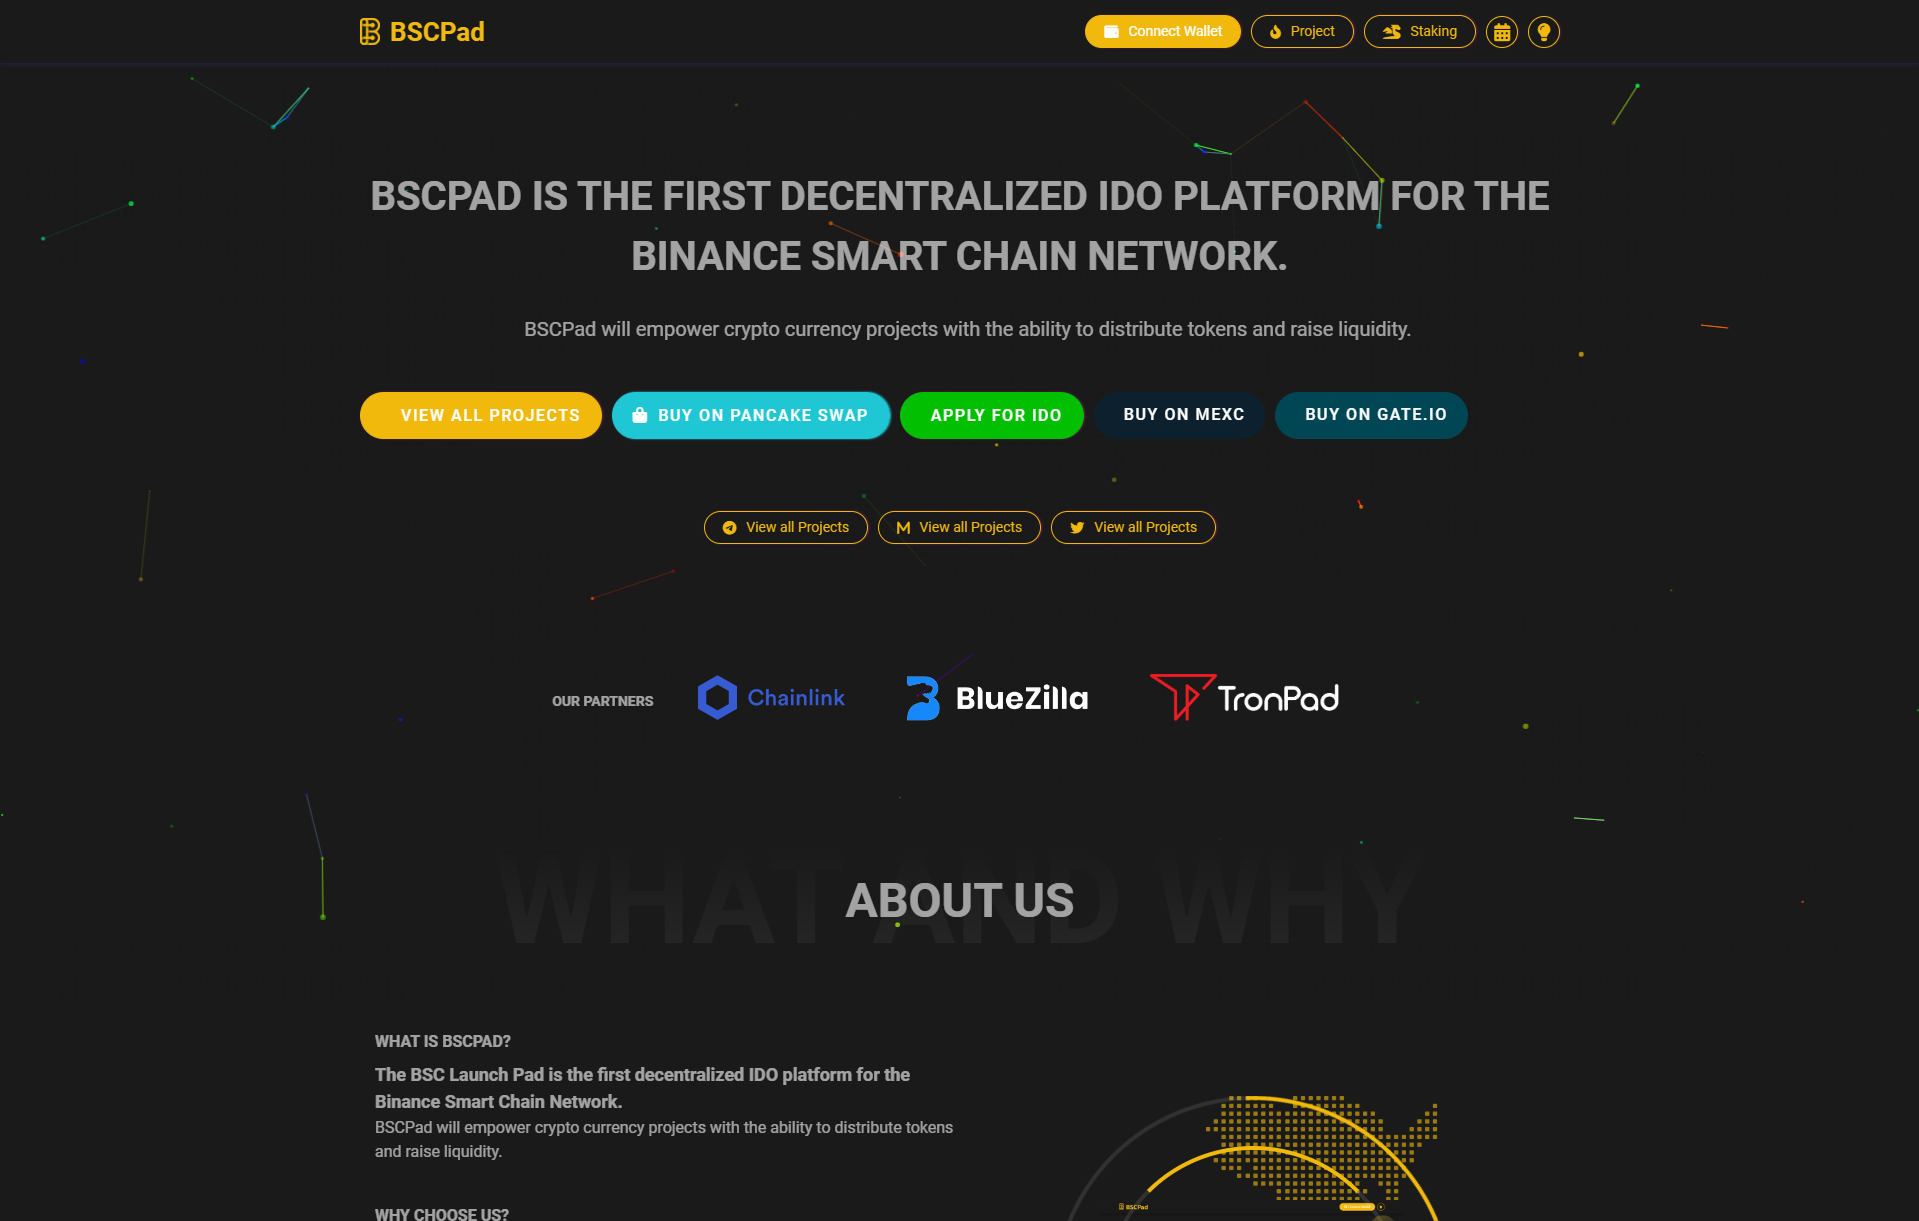 BSCPad
Connect Wallet
Project
Staking
BSCPAD IS THE FIRST DECENTRALIZED IDO PLATFORM FOR THE
BINANCE SMART CHAIN NETWORK.
BSCPad will empower crypto currency projects with the ability to distribute tokens and raise liquidity.
VIEW ALL PROJECTS
BUY ON PANCAKE SWAP
APPLY FOR IDO
BUY ON MEXC
BUY ON GATE.IO
View all Projects
View all Projects
View all Projects
OUR PARTNERS
Chainlink
BlueZilla
TronPad
WHAT AND WHY
ABOUT US
WHAT IS BSCPAD?
The BSC Launch Pad is the first decentralized IDO platform for the
Binance Smart Chain Network.
BSCPad will empower crypto currency projects with the ability to distribute tokens
and raise liquidity.
BSCPad
WHY CHOOSE US?